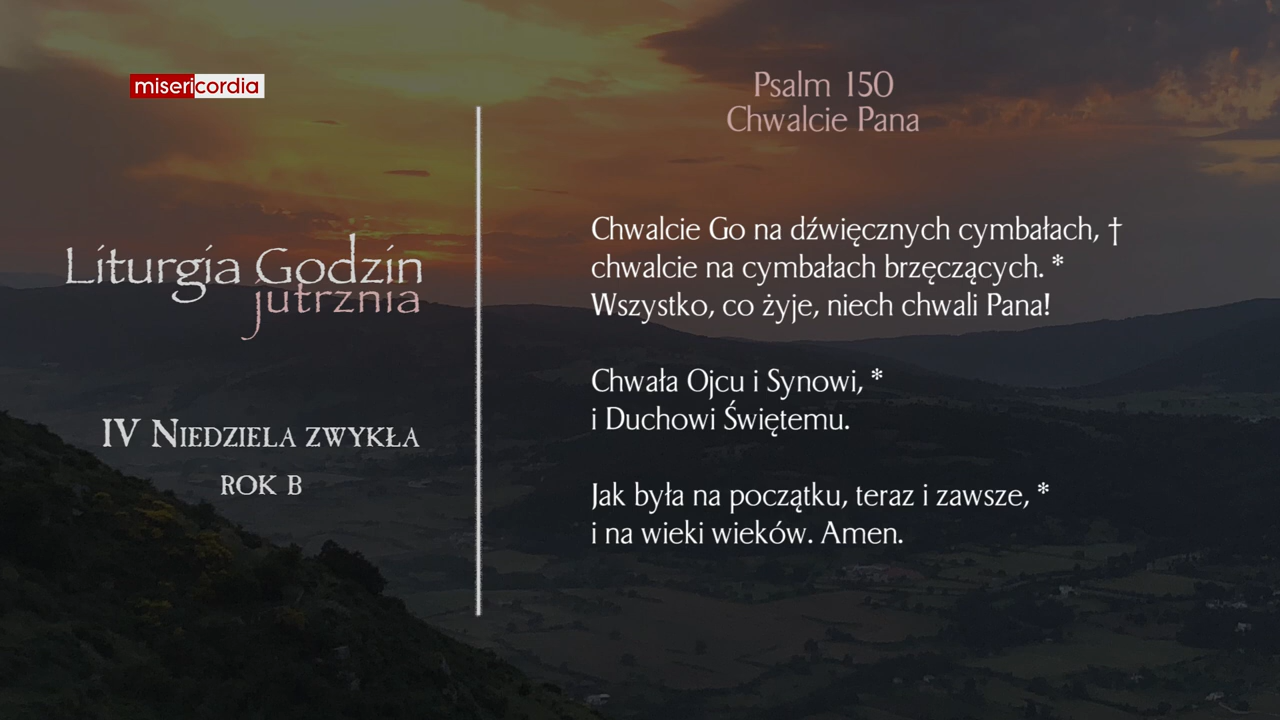 misericordia
Liturgia Godzin
jutrznia
IV Niedziela zwykła
rok B
Psalm 150
Chwalcie Pana
Chwalcie Go na dźwięcznych cymbałach, †
chwalcie na cymbałach brzęczących. *
Wszystko, co żyje, niech chwali Pana!
Chwała Ojcu i Synowi, *
i Duchowi Świętemu.
Jak była na początku, teraz i zawsze, *
i na wieki wieków. Amen.